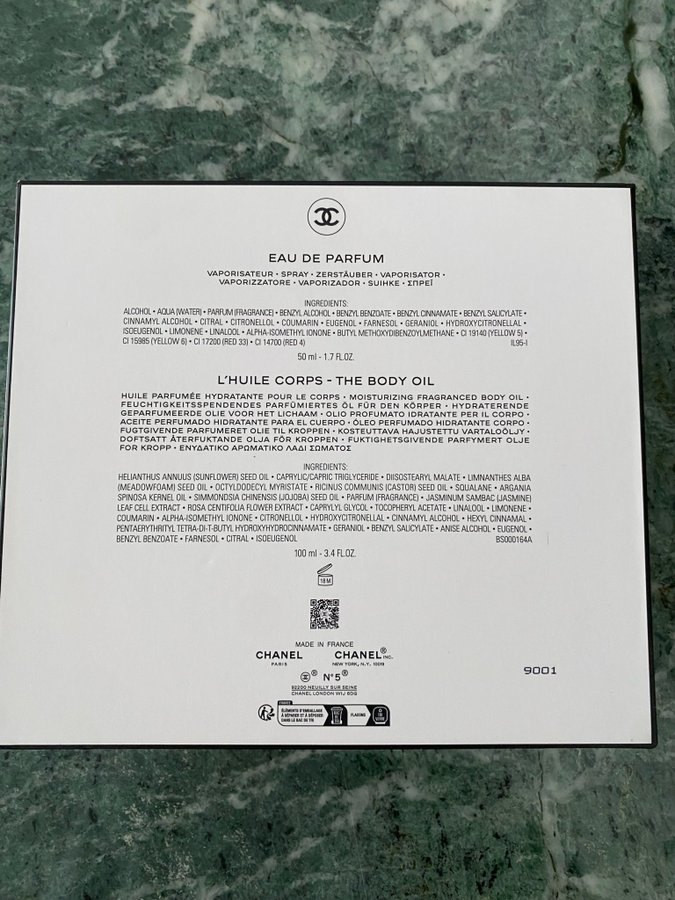 EAU DE PARFUM
VAPORISATEUR • SPRAY • ZERSTÄUBER • VAPORISATOR •
VAPORIZZATORE • VAPORIZADOR • SUIHKE • ΣΠΡΕΪ
INGREDIENTS:
ALCOHOL • AQUA (WATER) • PARFUM (FRAGRANCE) • BENZYL ALCOHOL • BENZYL BENZOATE • BENZYL CINNAMATE • BENZYL SALICYLATE •
CINNAMYL ALCOHOL • CITRAL • CITRONELLOL • COUMARIN • EUGENOL • FARNESOL • GERANIOL • HYDROXYCITRONELLAL •
ISOEUGENOL • LIMONENE • LINALOOL • ALPHA-ISOMETHYL IONONE • BUTYL METHOXYDIBENZOYLMETHANE • CI 19140 (YELLOW 5) •
CI 15985 (YELLOW 6) • CI 17200 (RED 33) • CI 14700 (RED 4) IL95-I
50 ml - 1.7 FL.OZ.
L'HUILE CORPS - THE BODY OIL
HUILE PARFUMÉE HYDRATANTE POUR LE CORPS • MOISTURIZING FRAGRANCED BODY OIL •
FEUCHTIGKEITSSPENDENDES PARFÜMIERTES ÖL FÜR DEN KÖRPER • HYDRATERENDE
GEPARFUMEERDE OLIE VOOR HET LICHAAM • OLIO PROFUMATO IDRATANTE PER IL CORPO •
ACEITE PERFUMADO HIDRATANTE PARA EL CUERPO • ÓLEO PERFUMADO HIDRATANTE CORPO •
FUGTGIVENDE PARFUMERET OLIE TIL KROPPEN • KOSTEUTTAVA HAJUSTETTU VARTALOÖLJY •
DOFTSATT ÅTERFUKTANDE OLJA FÖR KROPPEN • FUKTIGHETSGIVENDE PARFYMERT OLJE
FOR KROPP • ΕΝΥΔΑΤΙΚΟ ΑΡΩΜΑΤΙΚΟ ΛΑΔΙ ΣΩΜΑΤΟΣ
INGREDIENTS:
HELIANTHUS ANNUUS (SUNFLOWER) SEED OIL • CAPRYLIC/CAPRIC TRIGLYCERIDE • DIISOSTEARYL MALATE • LIMNANTHES ALBA
(MEADOWFOAM) SEED OIL • OCTYLDODECYL MYRISTATE • RICINUS COMMUNIS (CASTOR) SEED OIL • SQUALANE • ARGANIA
SPINOSA KERNEL OIL • SIMMONDSIA CHINENSIS (JOJOBA) SEED OIL • PARFUM (FRAGRANCE) • JASMINUM SAMBAC (JASMINE)
LEAF CELL EXTRACT • ROSA CENTIFOLIA FLOWER EXTRACT • CAPRYLYL GLYCOL • TOCOPHERYL ACETATE • LINALOOL • LIMONENE •
COUMARIN • ALPHA-ISOMETHYL IONONE • CITRONELLOL • HYDROXYCITRONELLAL • CINNAMYL ALCOHOL • HEXYL CINNAMAL •
PENTAERYTHRITYL TETRA-DI-T-BUTYL HYDROXYHYDROCINNAMATE • GERANIOL • BENZYL SALICYLATE • ANISE ALCOHOL • EUGENOL •
BENZYL BENZOATE • FARNESOL • CITRAL • ISOEUGENOL BS000164A
100 ml - 3.4 FL.OZ.
18 M
MADE IN FRANCE
CHANEL CHANEL® INC.
PARIS NEW YORK, N.Y. 10019
® N°5®
9001
92200 NEUILLY SUR SEINE
CHANEL LONDON W1J 6DG
FRANCE
ÉLÉMENTS D'EMBALLAGE
À SÉPARER ET À DÉPOSER
DANS LE BAC DE TRI
FLACONS